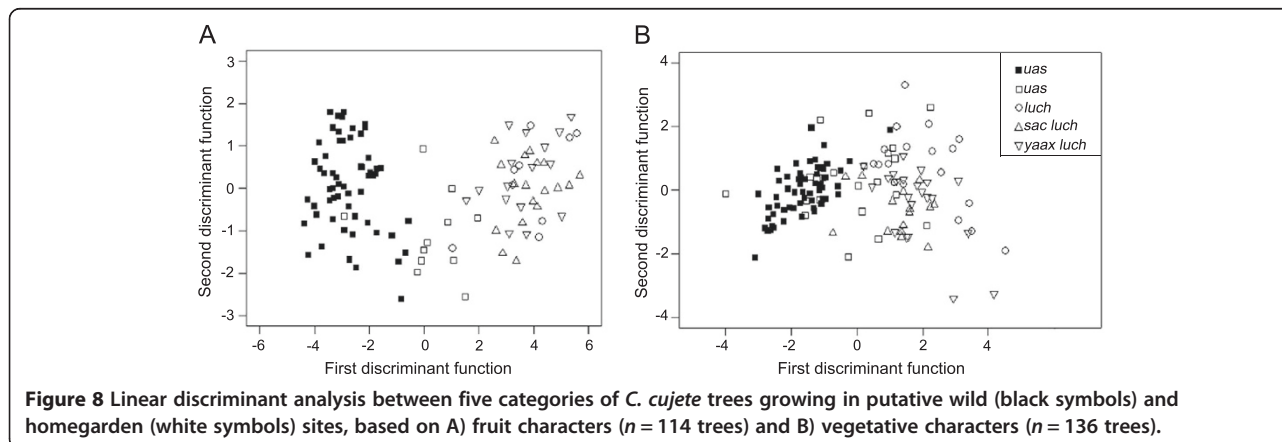 A
B
3
2
1
0
-1
-2
-3
Second discriminant function
-6
-4
-2
0
2
4
6
First discriminant function
4
2
0
-2
-4
Second discriminant function
-4
-2
0
2
4
First discriminant function
uas
uas
luch
sac luch
yaax luch
Figure 8 Linear discriminant analysis between five categories of C. cujete trees growing in putative wild (black symbols) and
homegarden (white symbols) sites, based on A) fruit characters (n = 114 trees) and B) vegetative characters (n = 136 trees).